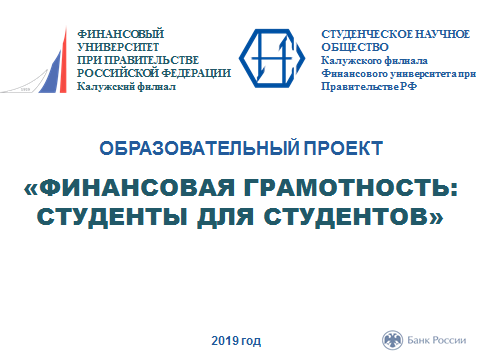 ФИНАНСОВЫЙ
УНИВЕРСИТЕТ
ПРИ ПРАВИТЕЛЬСТВЕ
РОССИЙСКОЙ ФЕДЕРАЦИИ
Калужский филиал
СТУДЕНЧЕСКОЕ НАУЧНОЕ
ОБЩЕСТВО
Калужского филиала
Финансового университета при
Правительстве РФ
ОБРАЗОВАТЕЛЬНЫЙ ПРОЕКТ
«ФИНАНСОВАЯ ГРАМОТНОСТЬ:
СТУДЕНТЫ ДЛЯ СТУДЕНТОВ»
2019 год
Банк России